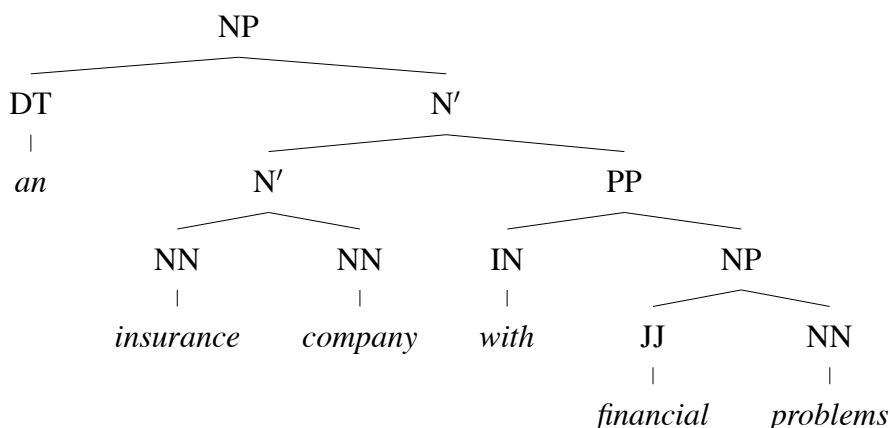 NP
DT N′
an N′ PP
NN NN IN NP
insurance company with JJ NN
financial problems